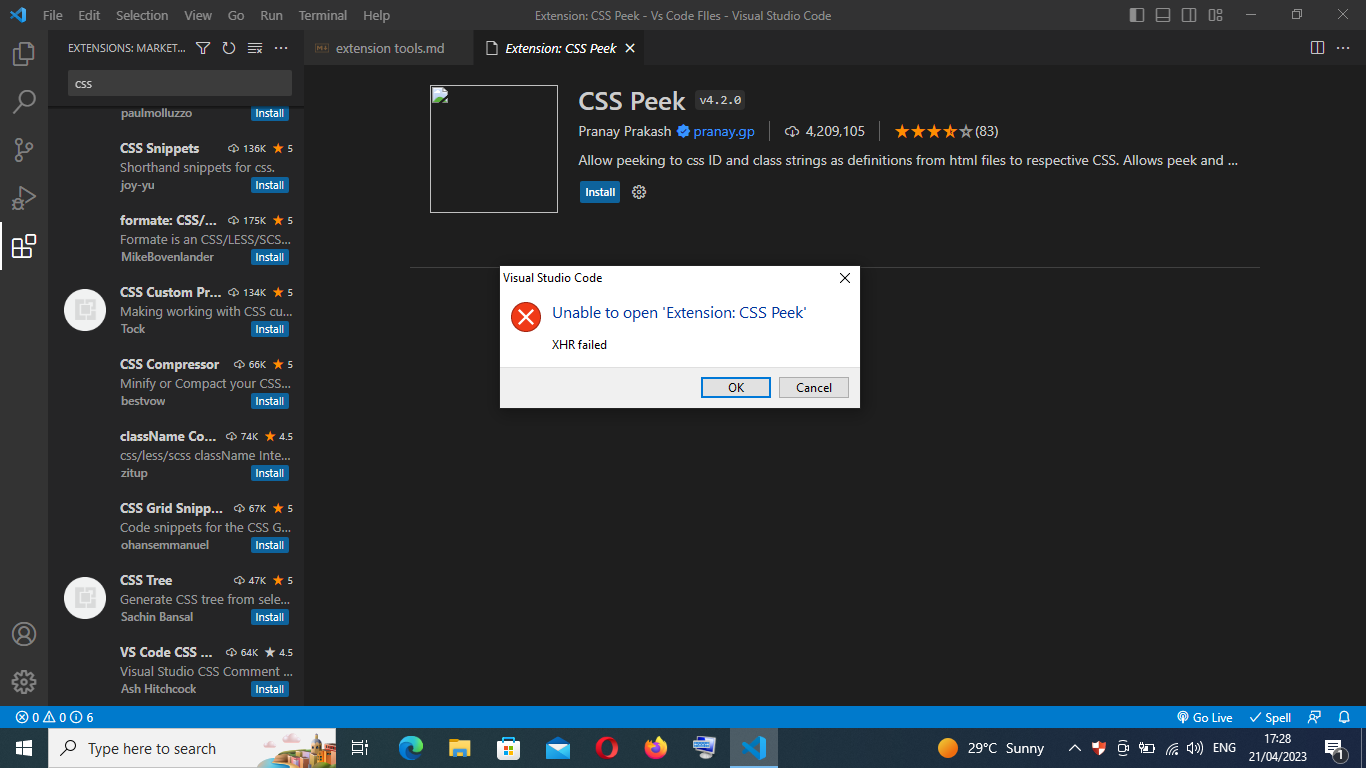 File Edit Selection View Go Run Terminal Help
Extension: CSS Peek - Vs Code FIles - Visual Studio Code
EXTENSIONS: MARKET...
css
paulmolluzzo Install
CSS Snippets 136K 5
Shorthand snippets for css.
joy-yu Install
formate: CSS/... 175K 5
Formate is an CSS/LESS/SCS...
MikeBovenlander Install
CSS Custom Pr... 134K 5
Making working with CSS cu...
Tock Install
CSS Compressor 66K 5
Minify or Compact your CSS...
bestvow Install
className Co... 74K 4.5
css/less/scss className Inte...
zitup Install
CSS Grid Snipp... 67K 5
Code snippets for the CSS G...
ohansemmanuel Install
CSS Tree 47K 5
Generate CSS tree from sele...
Sachin Bansal Install
VS Code CSS ... 64K 4.5
Visual Studio CSS Comment ...
Ash Hitchcock Install
extension tools.md
Extension: CSS Peek
CSS Peek v4.2.0
Pranay Prakash pranay.gp 4,209,105 (83)
Allow peeking to css ID and class strings as definitions from html files to respective CSS. Allows peek and ...
Install
Visual Studio Code
Unable to open 'Extension: CSS Peek'
XHR failed
OK Cancel
0 0 6
Go Live Spell
Type here to search
29°C Sunny
ENG
17:28
21/04/2023
1